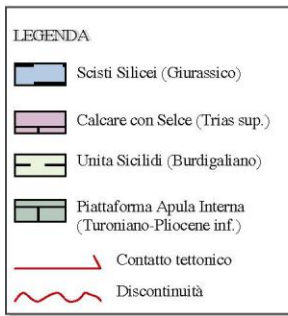 LEGENDA
Scisti Silicei (Giurassico)
Calcare con Selce (Trias sup.)
Unita Sicilidi (Burdigaliano)
Piattaforma Apula Interna
(Turoniano-Pliocene inf.)
Contatto tettonico
Discontinuità